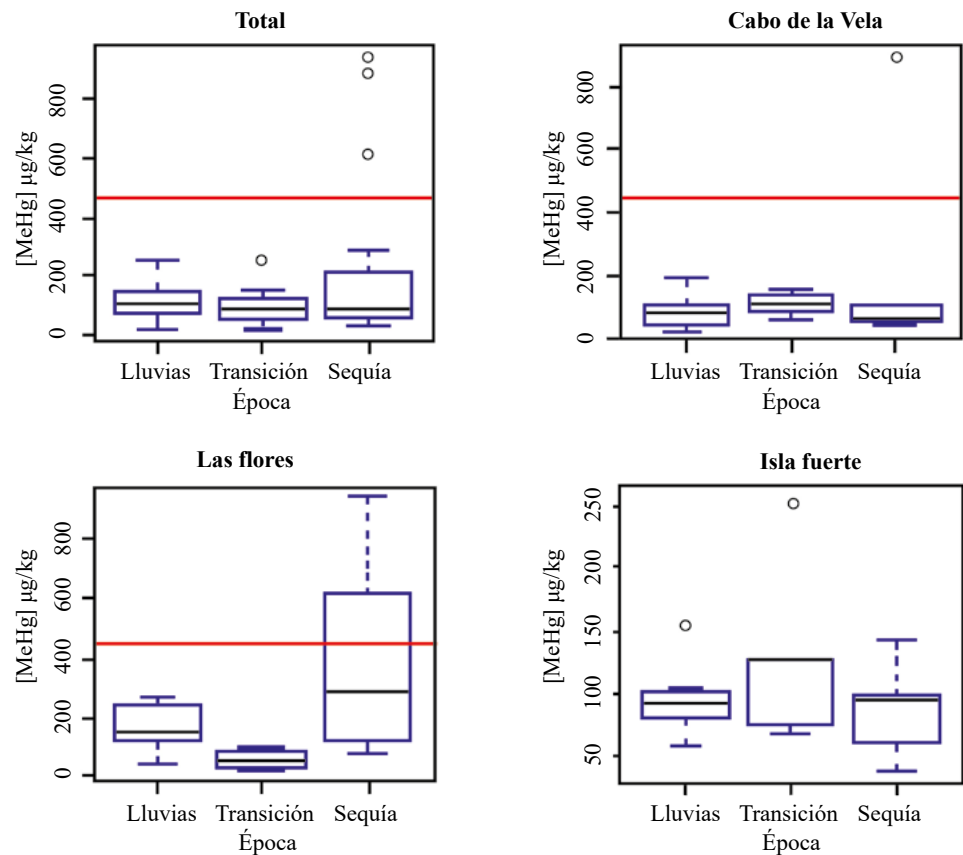 Total
800
600
400
200
0
[MeHg] µg/kg
Lluvias Transición Sequía
Época
Cabo de la Vela
800
600
400
200
0
[MeHg] µg/kg
Lluvias Transición Sequía
Época
Las flores
800
600
400
200
0
[MeHg] µg/kg
Lluvias Transición Sequía
Época
Isla fuerte
250
200
150
100
50
[MeHg] µg/kg
Lluvias Transición Sequía
Época